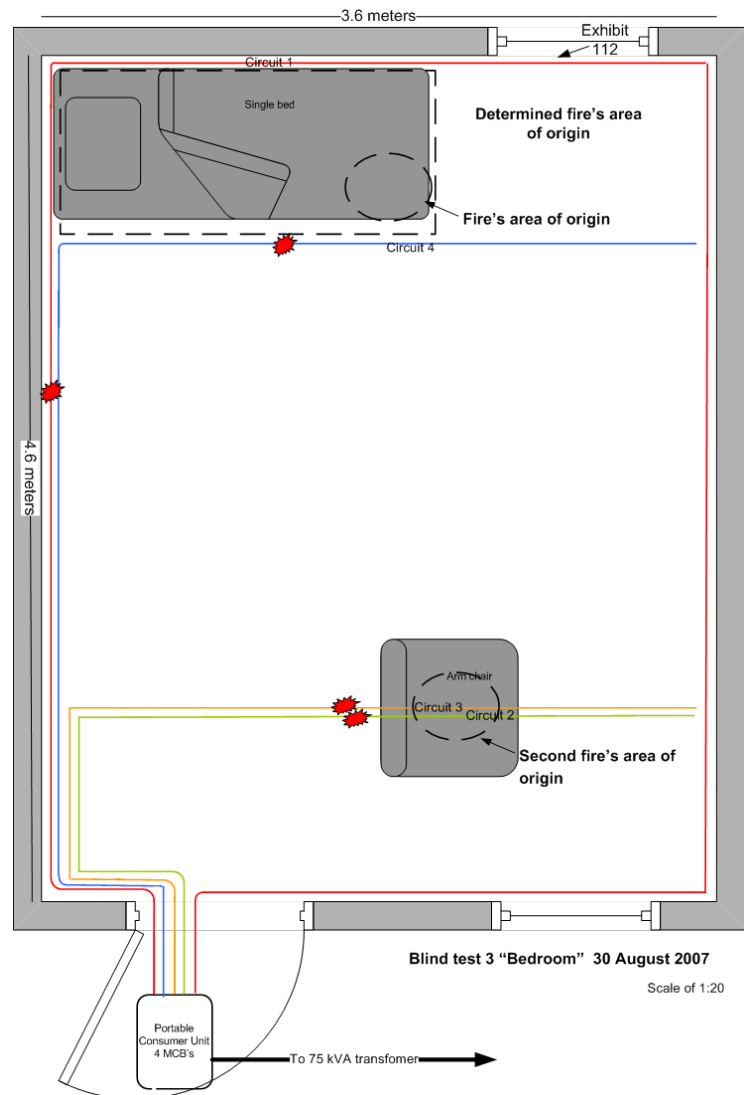 3.6 meters
Exhibit
112
Circuit 1
Single bed
Determined fire's area
of origin
Fire's area of origin
Circuit 4
4.6 meters
Arm chair
Circuit 3
Circuit 2
Second fire's area of
origin
Blind test 3 “Bedroom” 30 August 2007
Scale of 1:20
Portable
Consumer Unit
4 MCB's
To 75 kVA transfomer